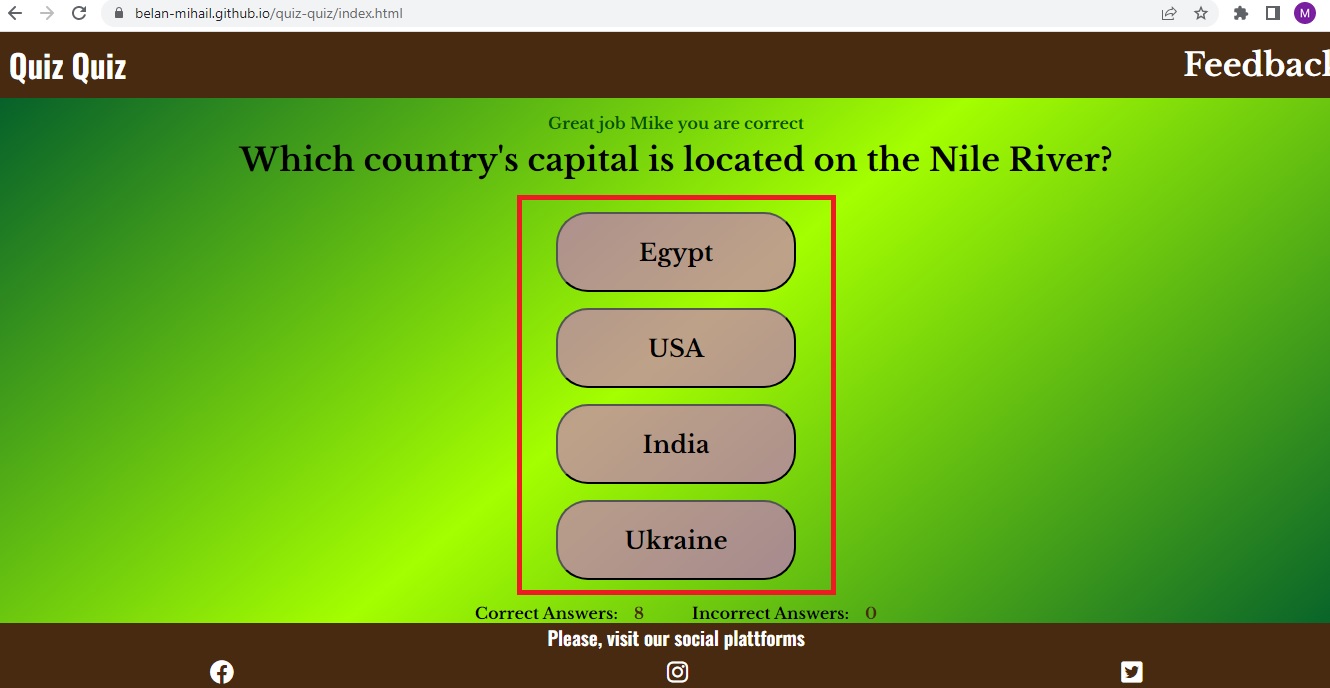 belan-mihail.github.io/quiz-quiz/index.html
M
Quiz Quiz
Feedback
Great job Mike you are correct
Which country's capital is located on the Nile River?
Egypt
USA
India
Ukraine
Correct Answers: 8 Incorrect Answers: 0
Please, visit our social plattforms